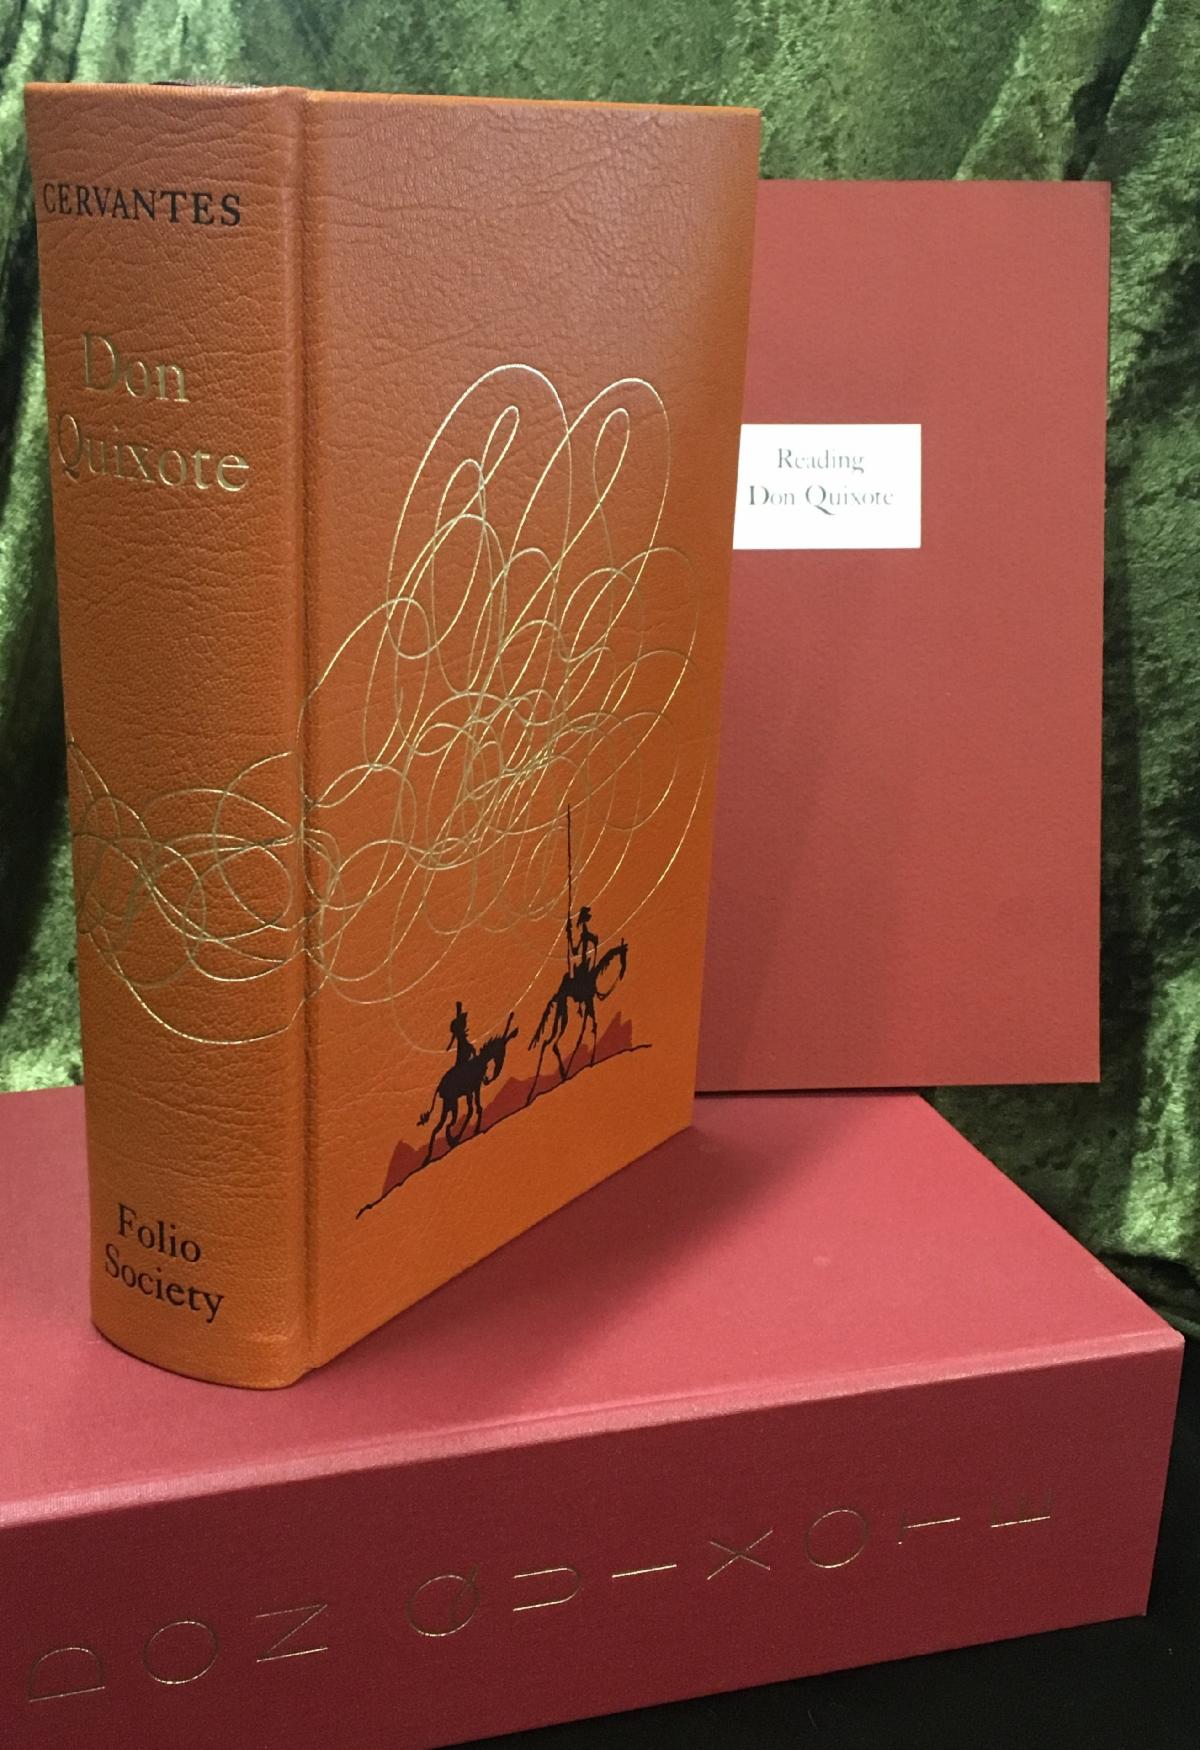 CERVANTES
Don
Quixote
Folio
Society
Reading
Don Quixote
DON QUIXOTE